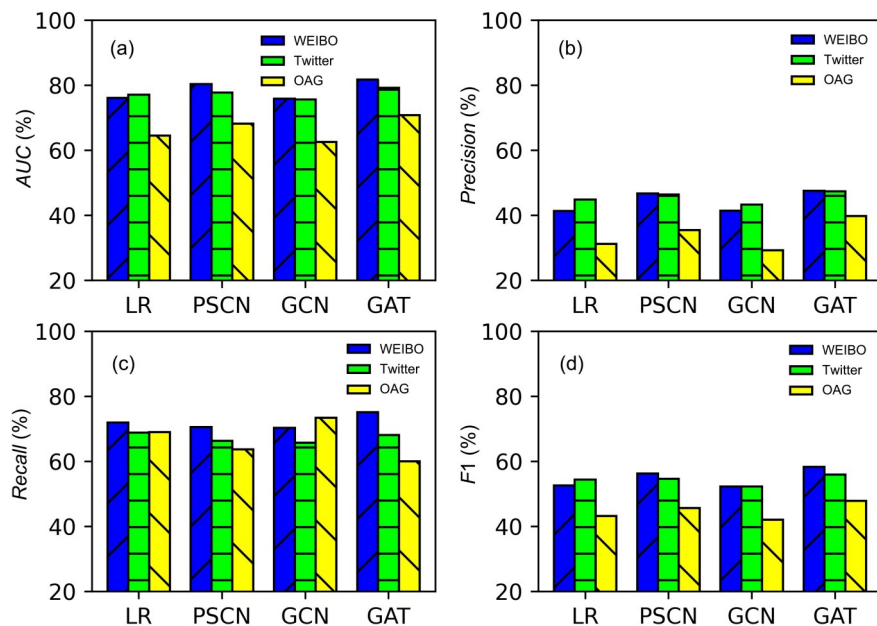 100
80
60
40
20
AUC (%)
(a)
WEIBO
Twitter
OAG
LR PSCN GCN GAT
100
80
60
40
20
Precision (%)
(b)
WEIBO
Twitter
OAG
LR PSCN GCN GAT
100
80
60
40
20
Recall (%)
(c)
WEIBO
Twitter
OAG
LR PSCN GCN GAT
100
80
60
40
20
F1 (%)
(d)
WEIBO
Twitter
OAG
LR PSCN GCN GAT